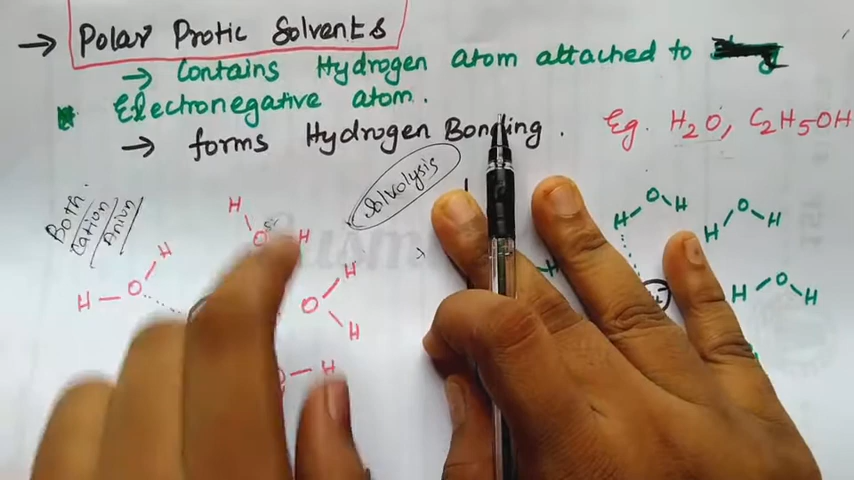 → Polar Protic Solvents
→ Contains Hydrogen atom attached to
Electronegative atom.
→ forms Hydrogen Bonding.
Eg. H2O, C2H5OH
Solvolysis
Both
Cation
Anion
H
O H
H
H — O
H
O
H
— H
O
H H
O
H H
O
H H
H